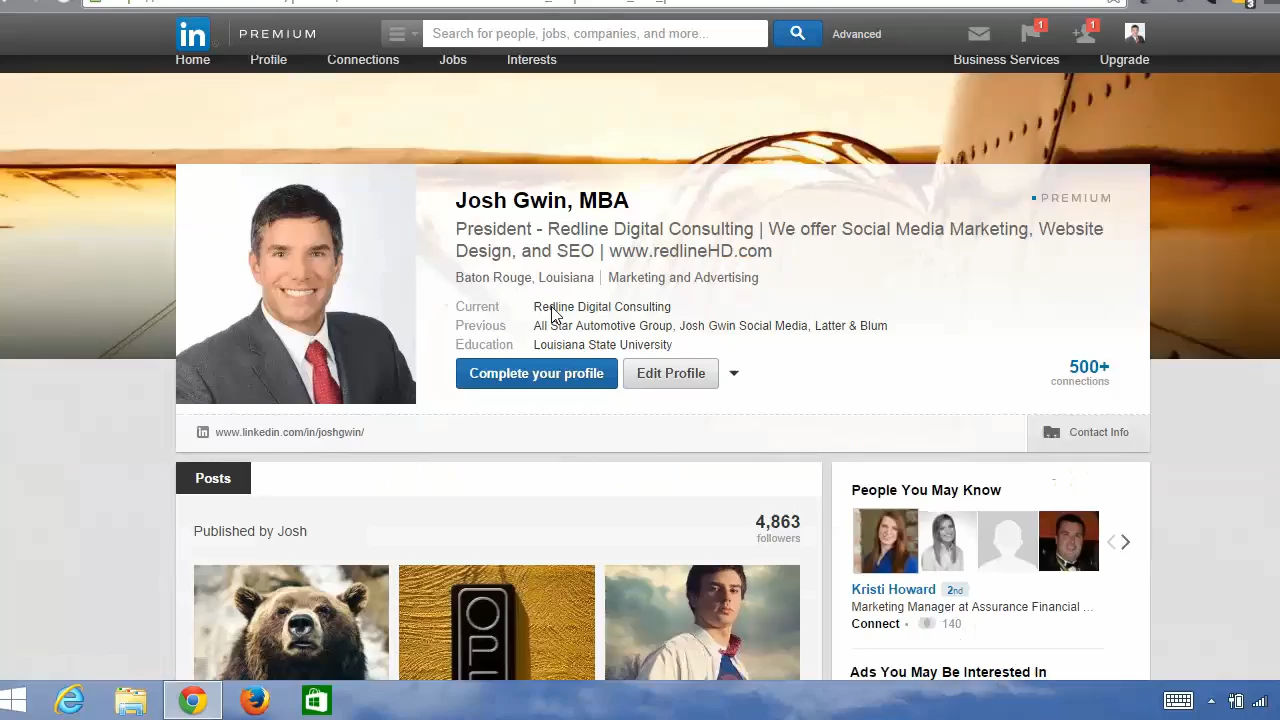 in PREMIUM
Search for people, jobs, companies, and more...
Advanced
1
1
Home Profile Connections Jobs Interests Business Services Upgrade
Josh Gwin, MBA
PREMIUM
President - Redline Digital Consulting | We offer Social Media Marketing, Website
Design, and SEO | www.redlineHD.com
Baton Rouge, Louisiana | Marketing and Advertising
Current Redline Digital Consulting
Previous All Star Automotive Group, Josh Gwin Social Media, Latter & Blum
Education Louisiana State University
Complete your profile Edit Profile
500+
connections
in www.linkedin.com/in/joshgwin/
Contact Info
Posts
Published by Josh
4,863
followers
OPE
People You May Know
Kristi Howard 2nd
Marketing Manager at Assurance Financial ...
Connect • 140
Ads You May Be Interested In
3